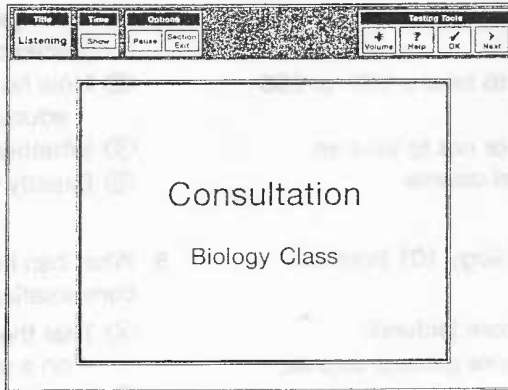 Title Time Options Testing Tools
Listening Show Pause Section Exit Volume Help OK Next
Consultation
Biology Class